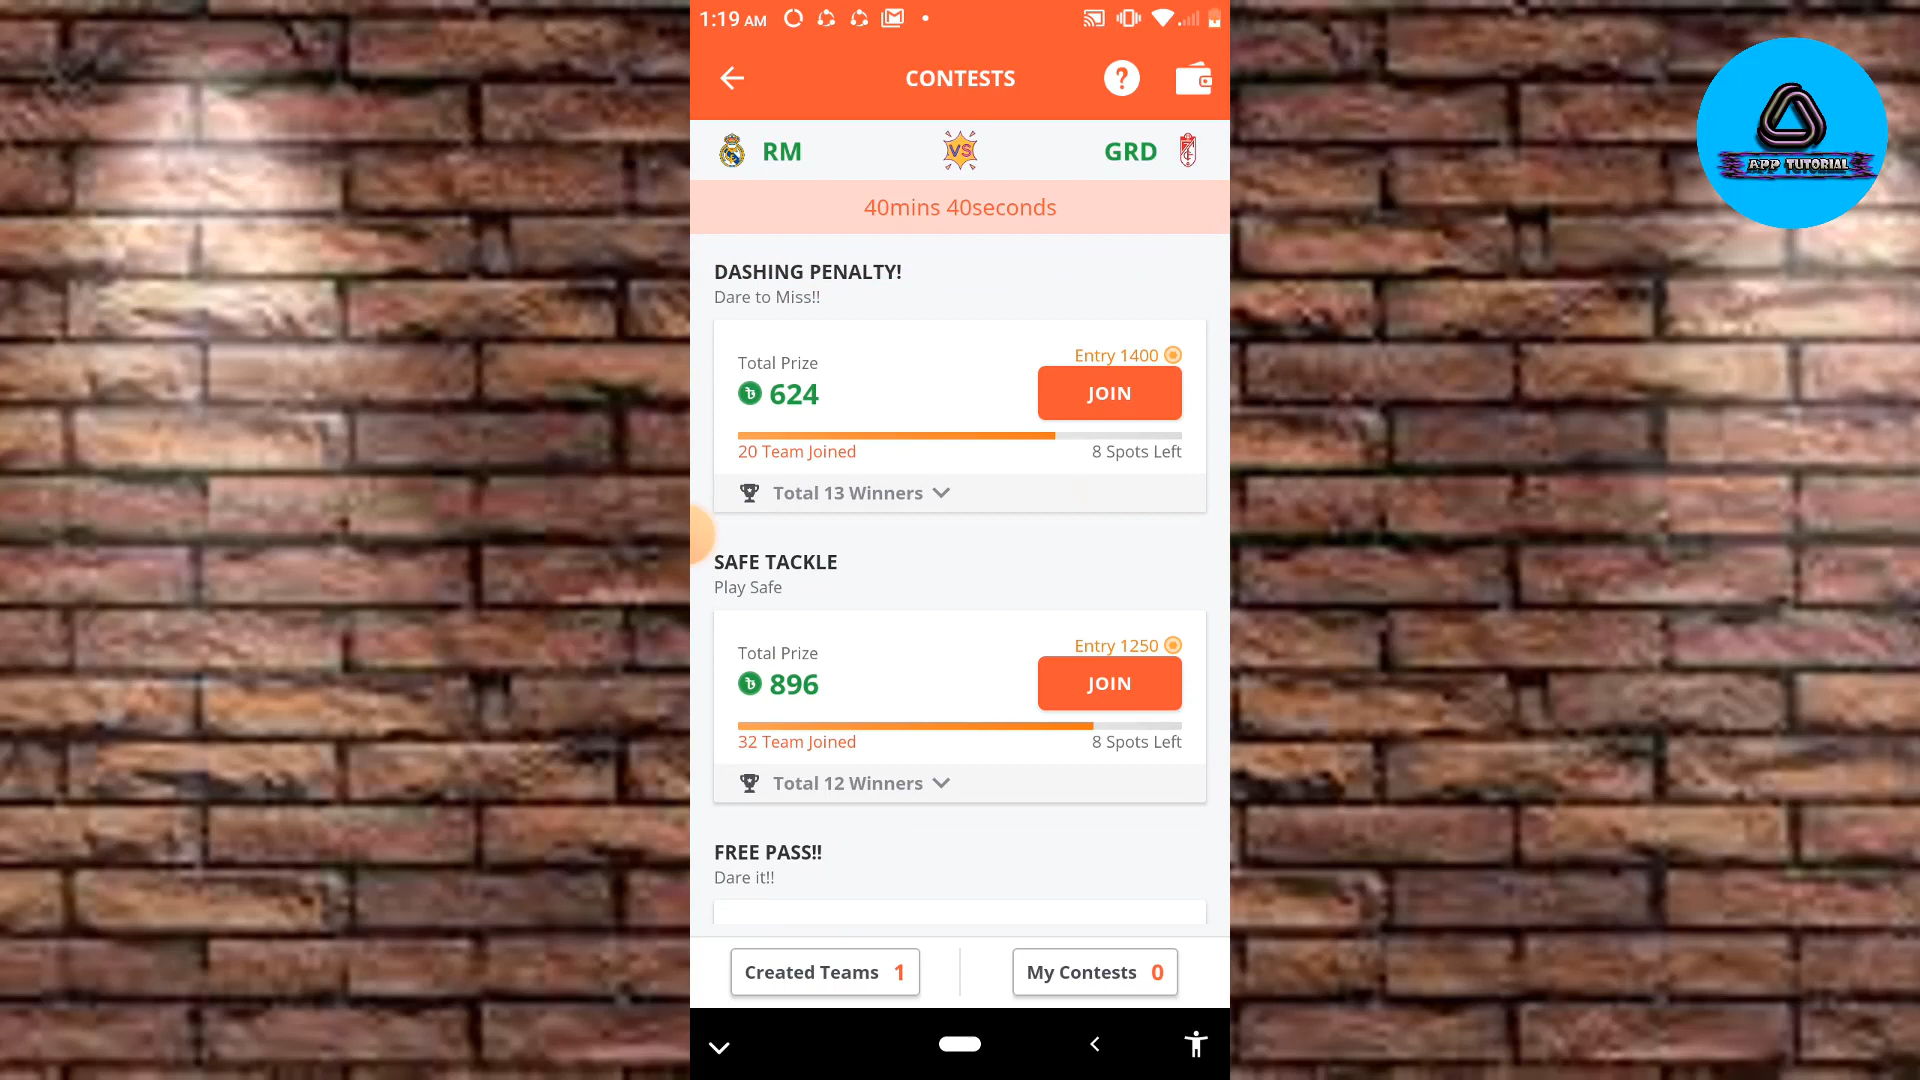 1:19 AM
CONTESTS
?
RM
VS
GRD
40mins 40seconds
DASHING PENALTY!
Dare to Miss!!
Total Prize
Entry 1400
৳ 624
JOIN
20 Team Joined
8 Spots Left
Total 13 Winners
SAFE TACKLE
Play Safe
Total Prize
Entry 1250
৳ 896
JOIN
32 Team Joined
8 Spots Left
Total 12 Winners
FREE PASS!!
Dare it!!
Created Teams 1
My Contests 0
APP TUTORIAL